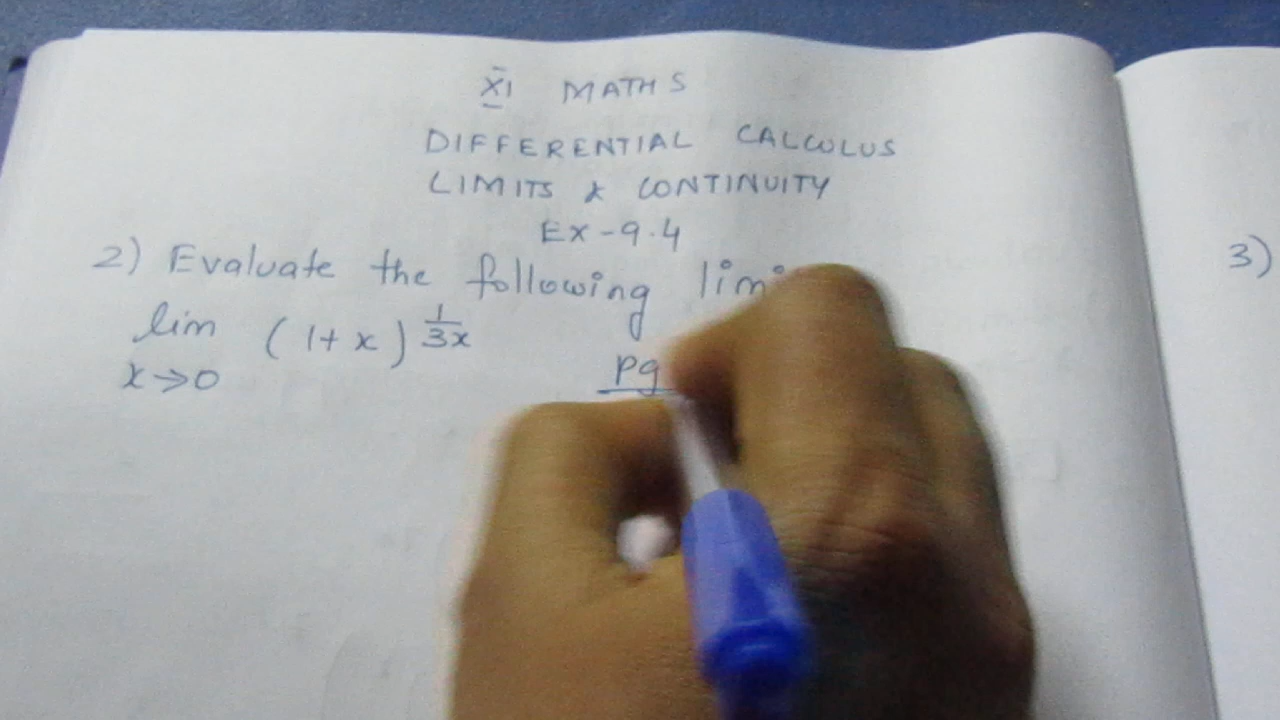 XI MATHS
DIFFERENTIAL CALCULUS
LIMITS & CONTINUITY
EX-9.4
2) Evaluate the following
lim (1+x)^1/3x
x→0
Pg
3)